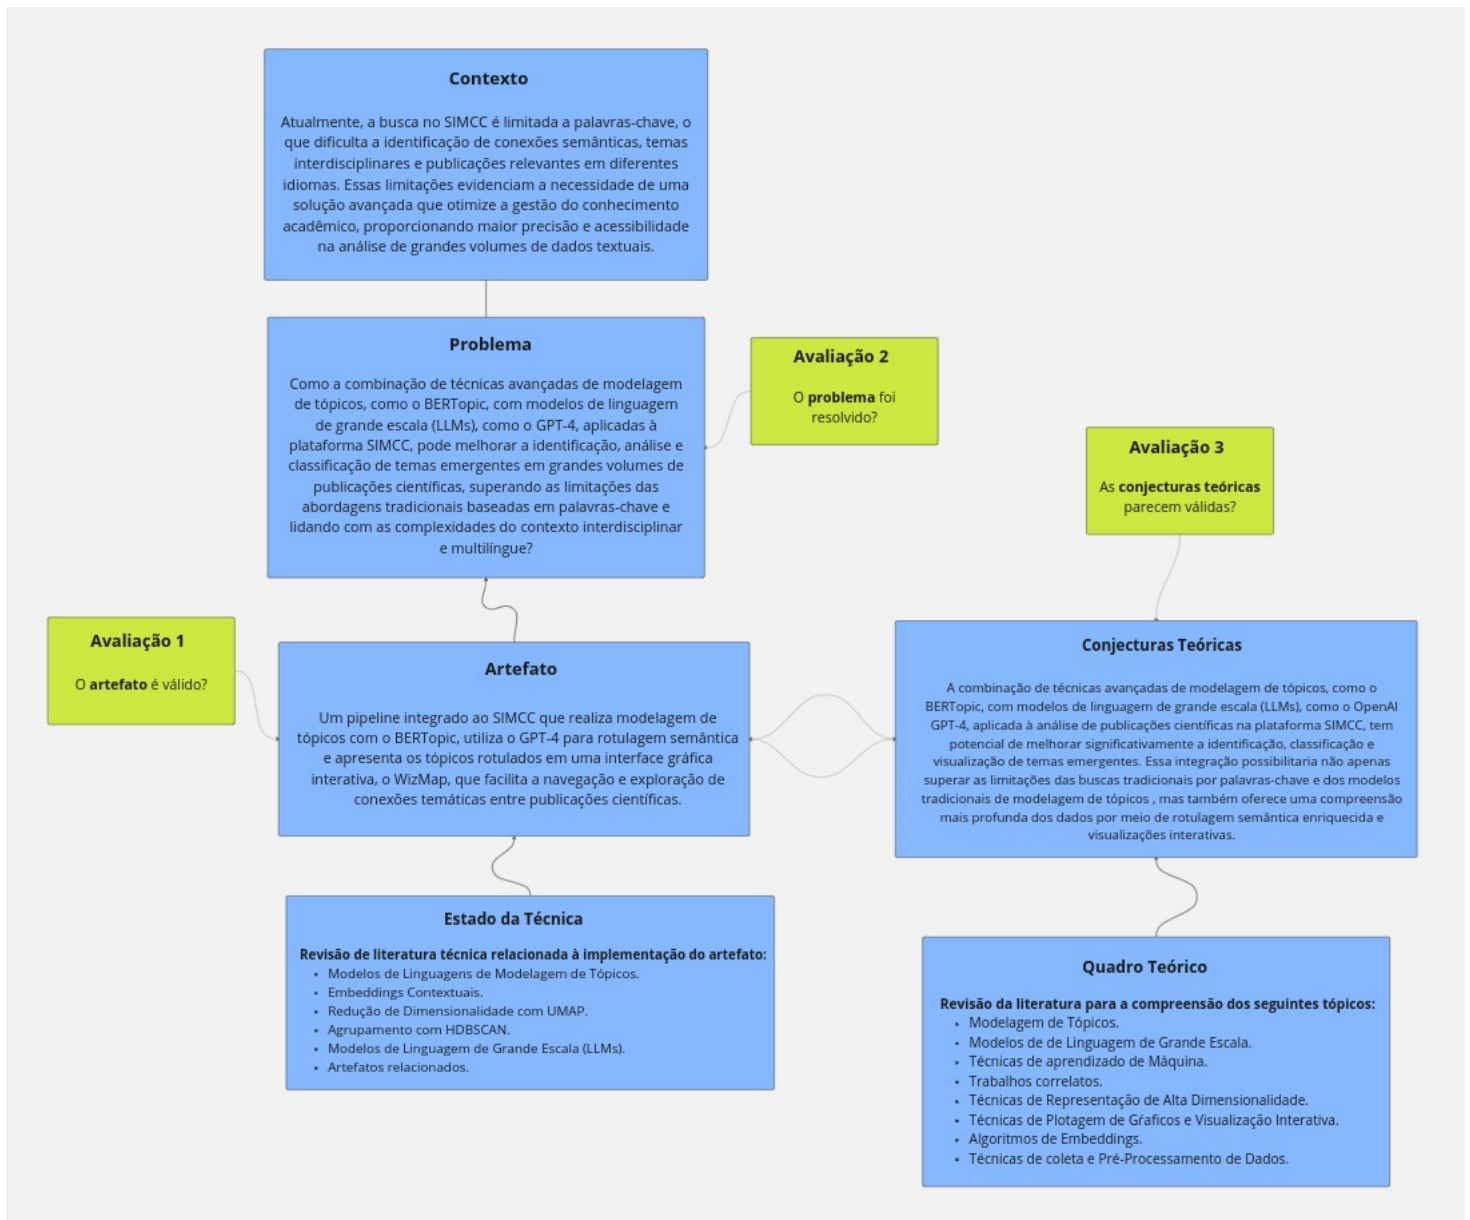 Contexto
Atualmente, a busca no SIMCC é limitada a palavras-chave, o
que dificulta a identificação de conexões semânticas, temas
interdisciplinares e publicações relevantes em diferentes
idiomas. Essas limitações evidenciam a necessidade de uma
solução avançada que otimize a gestão do conhecimento
acadêmico, proporcionando maior precisão e acessibilidade
na análise de grandes volumes de dados textuais.
Problema
Como a combinação de técnicas avançadas de modelagem
de tópicos, como o BERTopic, com modelos de linguagem
de grande escala (LLMs), como o GPT-4, aplicadas à
plataforma SIMCC, pode melhorar a identificação, análise e
classificação de temas emergentes em grandes volumes de
publicações científicas, superando as limitações das
abordagens tradicionais baseadas em palavras-chave e
lidando com as complexidades do contexto interdisciplinar
e multilíngue?
Avaliação 2
O problema foi
resolvido?
Avaliação 3
As conjecturas teóricas
parecem válidas?
Avaliação 1
O artefato é válido?
Artefato
Um pipeline integrado ao SIMCC que realiza modelagem de
tópicos com o BERTopic, utiliza o GPT-4 para rotulagem semântica
e apresenta os tópicos rotulados em uma interface gráfica
interativa, o WizMap, que facilita a navegação e exploração de
conexões temáticas entre publicações científicas.
Conjecturas Teóricas
A combinação de técnicas avançadas de modelagem de tópicos, como o
BERTopic, com modelos de linguagem de grande escala (LLMs), como o OpenAI
GPT-4, aplicada à análise de publicações científicas na plataforma SIMCC, tem
potencial de melhorar significativamente a identificação, classificação e
visualização de temas emergentes. Essa integração possibilitaria não apenas
superar as limitações das buscas tradicionais por palavras-chave e dos modelos
tradicionais de modelagem de tópicos , mas também oferece uma compreensão
mais profunda dos dados por meio de rotulagem semântica enriquecida e
visualizações interativas.
Estado da Técnica
Revisão de literatura técnica relacionada à implementação do artefato:
• Modelos de Linguagens de Modelagem de Tópicos.
• Embeddings Contextuais.
• Redução de Dimensionalidade com UMAP.
• Agrupamento com HDBSCAN.
• Modelos de Linguagem de Grande Escala (LLMs).
• Artefatos relacionados.
Quadro Teórico
Revisão da literatura para a compreensão dos seguintes tópicos:
• Modelagem de Tópicos.
• Modelos de de Linguagem de Grande Escala.
• Técnicas de aprendizado de Máquina.
• Trabalhos correlatos.
• Técnicas de Representação de Alta Dimensionalidade.
• Técnicas de Plotagem de Gŕaficos e Visualização Interativa.
• Algoritmos de Embeddings.
• Técnicas de coleta e Pré-Processamento de Dados.